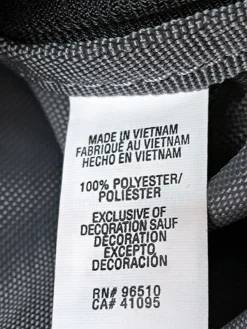 MADE IN VIETNAM
FABRIQUÉ AU VIETNAM
HECHO EN VIETNAM
100% POLYESTER/
POLIÉSTER
EXCLUSIVE OF
DECORATION SAUF
DÉCORATION
EXCEPTO
DECORACIÓN
RN# 96510
CA# 41095